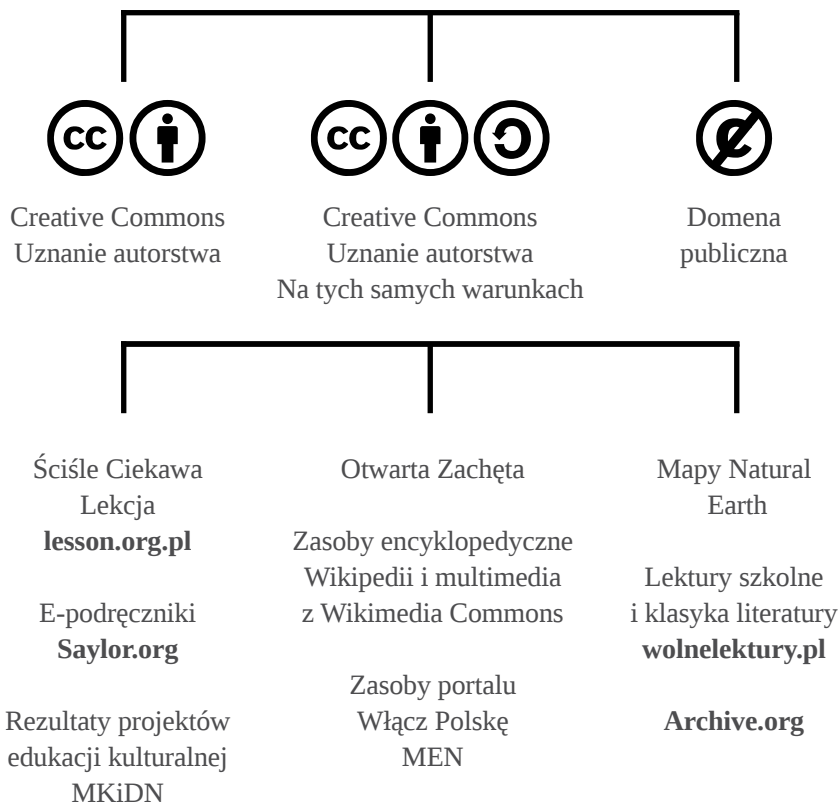 cc
cc
Creative Commons
Uznanie autorstwa
Creative Commons
Uznanie autorstwa
Na tych samych warunkach
Domena
publiczna
Ściśle Ciekawa
Lekcja
lesson.org.pl
E-podręczniki
Saylor.org
Rezultaty projektów
edukacji kulturalnej
MKiDN
Otwarta Zachęta
Zasoby encyklopedyczne
Wikipedii i multimedia
z Wikimedia Commons
Zasoby portalu
Włącz Polskę
MEN
Mapy Natural
Earth
Lektury szkolne
i klasyka literatury
wolnelektury.pl
Archive.org